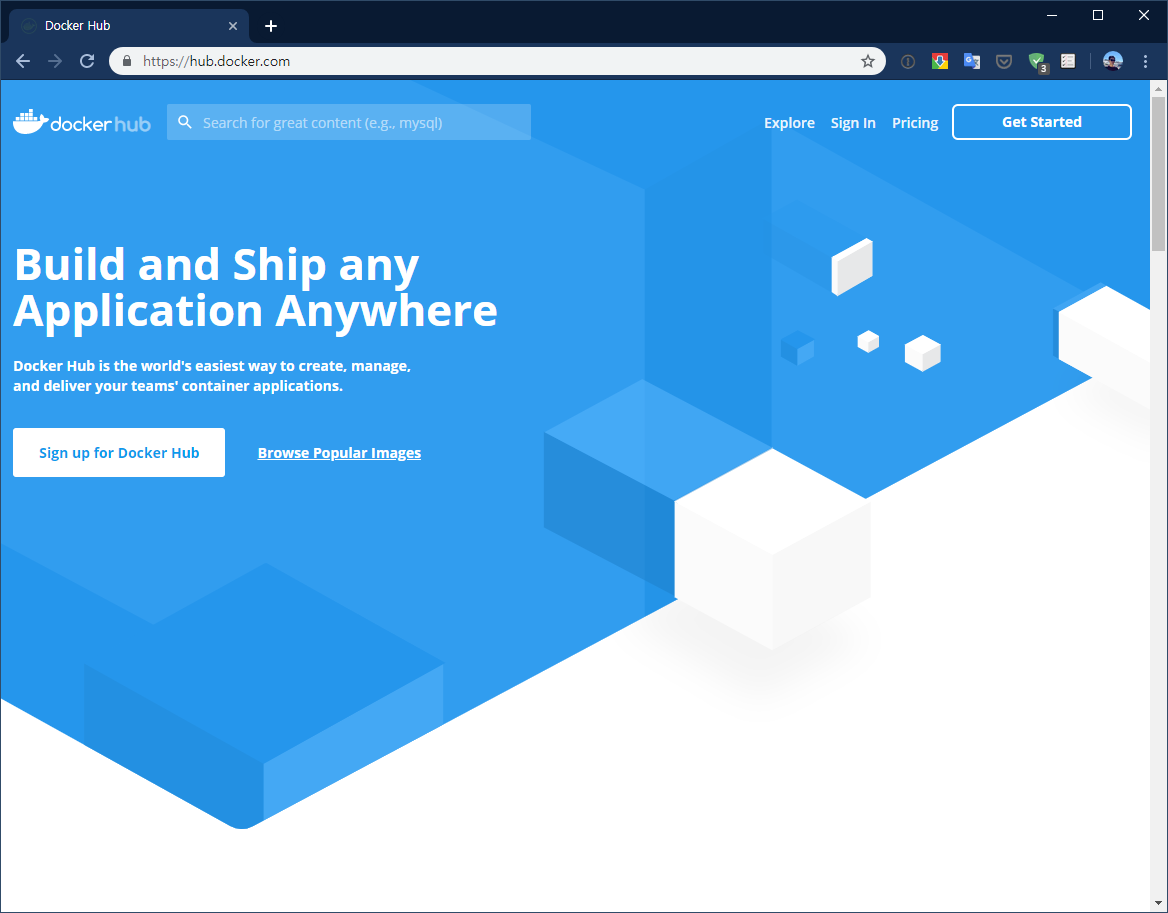 Docker Hub
https://hub.docker.com
3
docker hub
Search for great content (e.g., mysql)
Explore
Sign In
Pricing
Get Started
Build and Ship any
Application Anywhere
Docker Hub is the world's easiest way to create, manage,
and deliver your teams' container applications.
Sign up for Docker Hub
Browse Popular Images